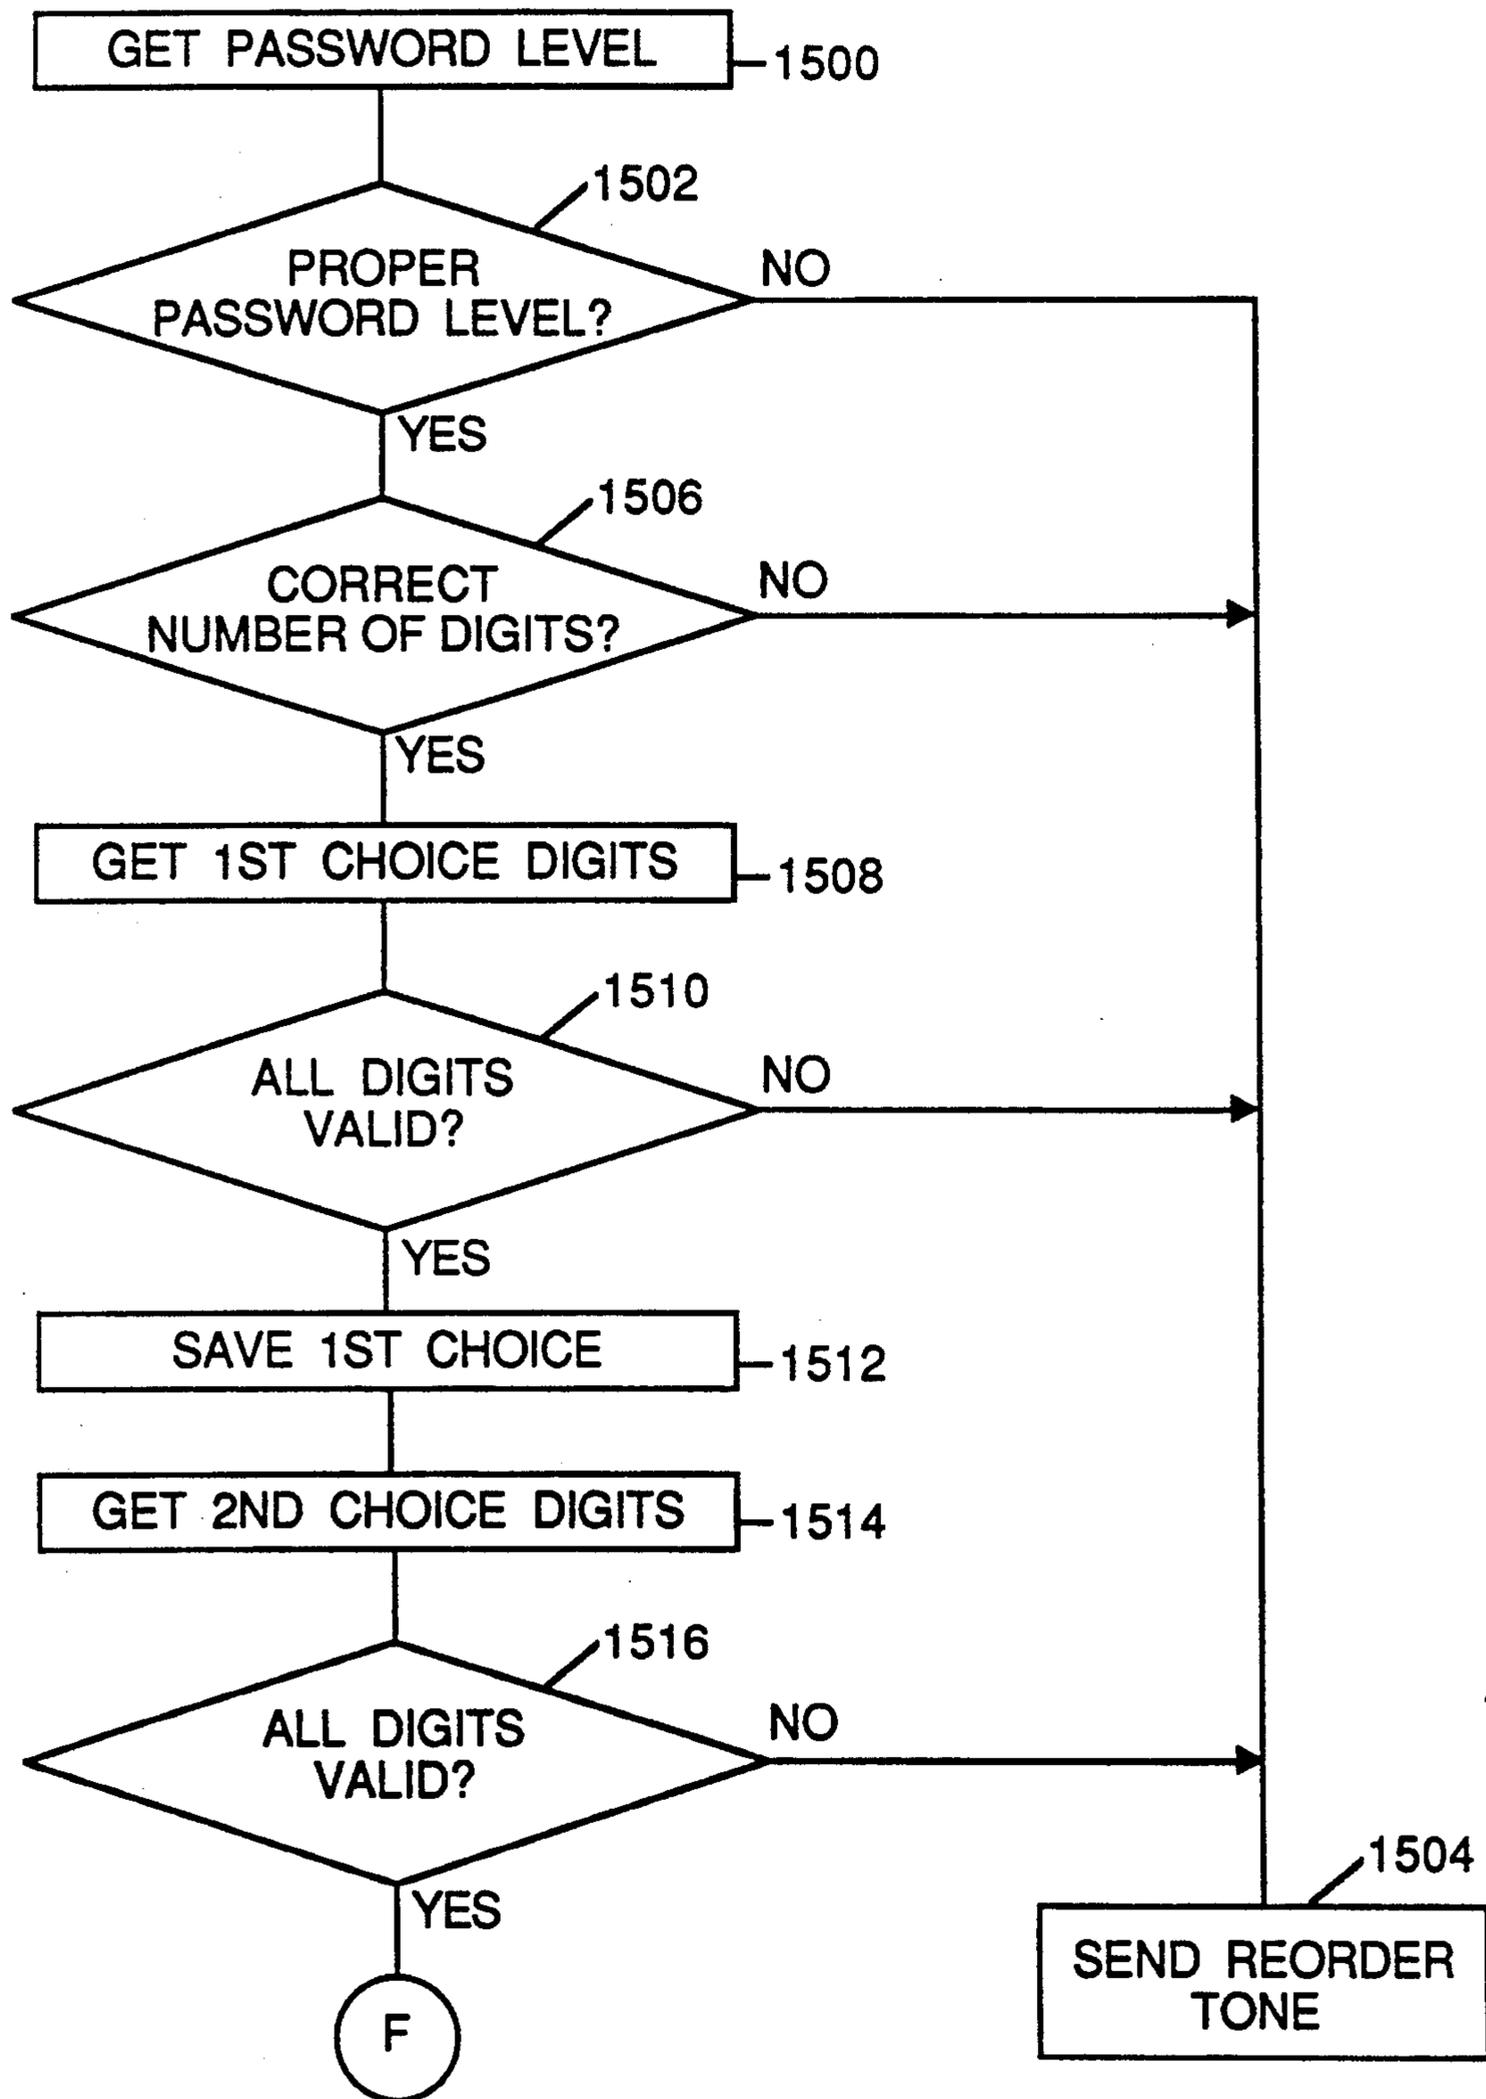 GET PASSWORD LEVEL
1500
1502
PROPER
PASSWORD LEVEL?
NO
YES
1506
CORRECT
NUMBER OF DIGITS?
NO
YES
GET 1ST CHOICE DIGITS
1508
1510
ALL DIGITS
VALID?
NO
YES
SAVE 1ST CHOICE
1512
GET 2ND CHOICE DIGITS
1514
1516
ALL DIGITS
VALID?
NO
YES
F
1504
SEND REORDER
TONE